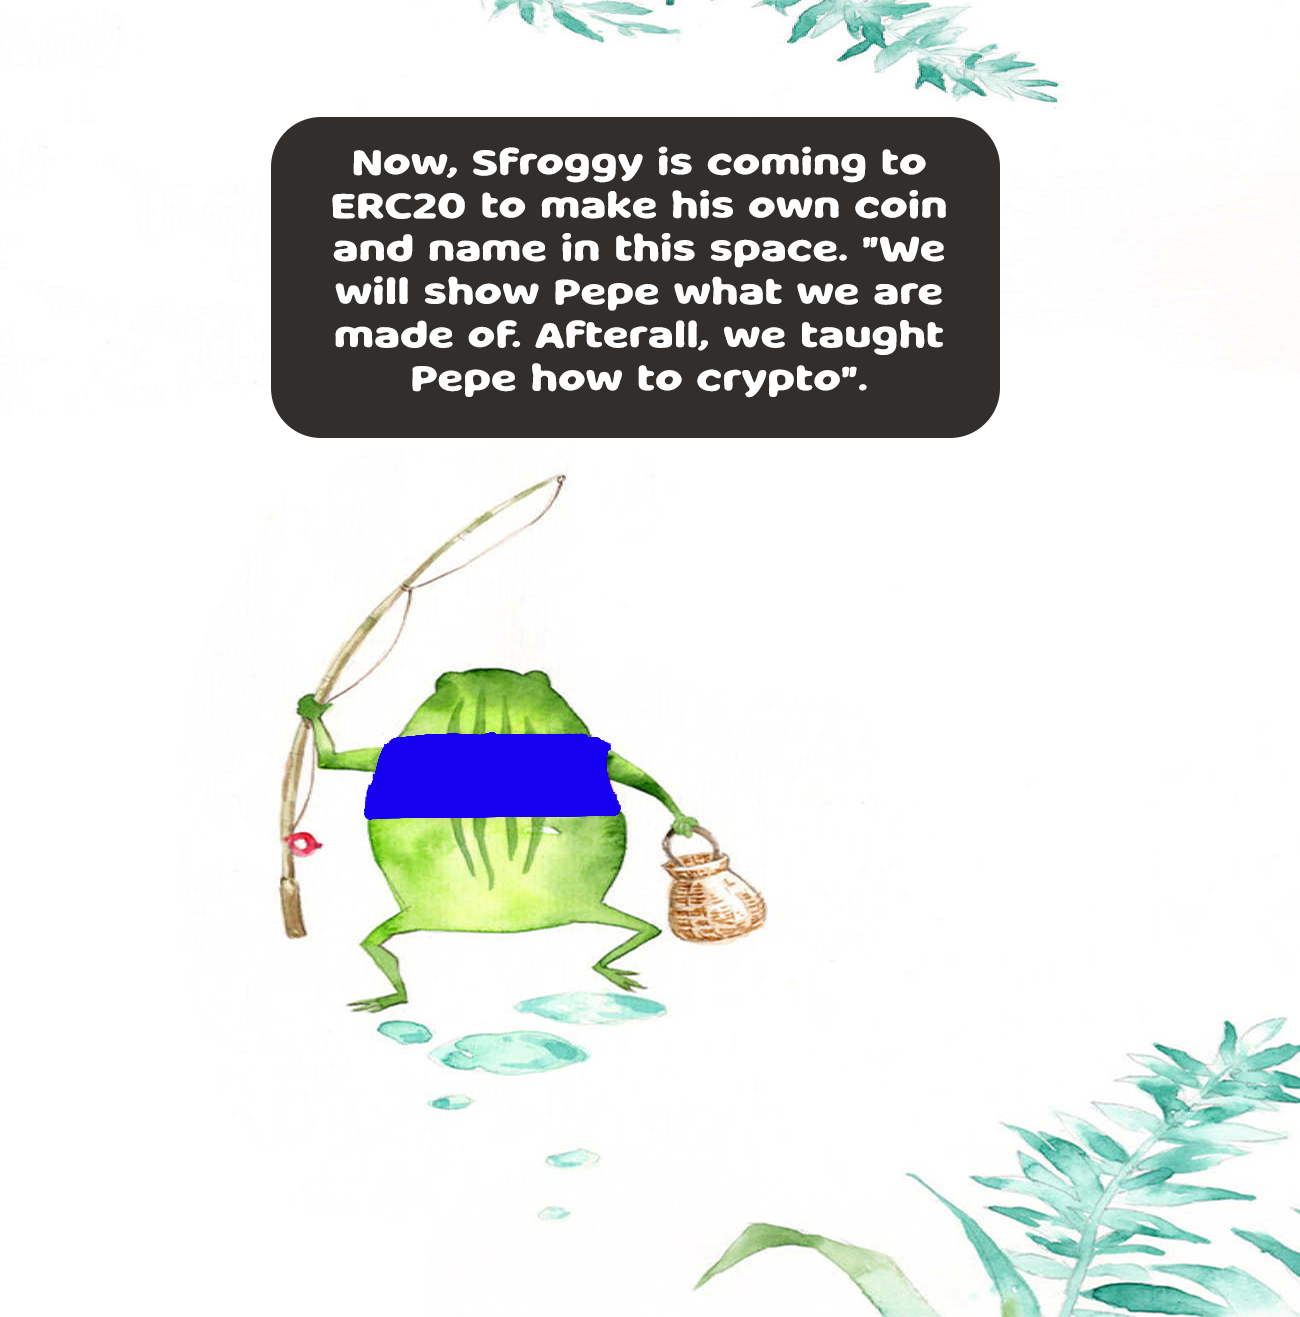 Now, Sfroggy is coming to
ERC20 to make his own coin
and name in this space. "We
will show Pepe what we are
made of. Afterall, we taught
Pepe how to crypto".